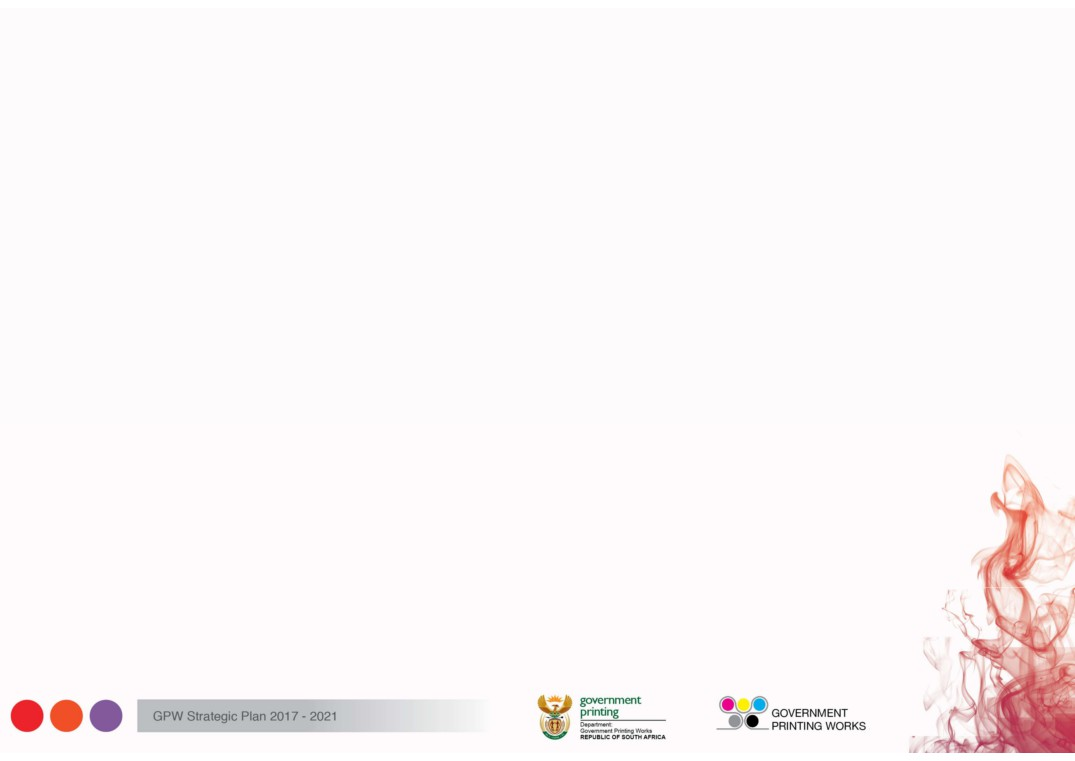 GPW Strategic Plan 2017 - 2021
government
printing
Department:
Government Printing Works
REPUBLIC OF SOUTH AFRICA
GOVERNMENT
PRINTING WORKS